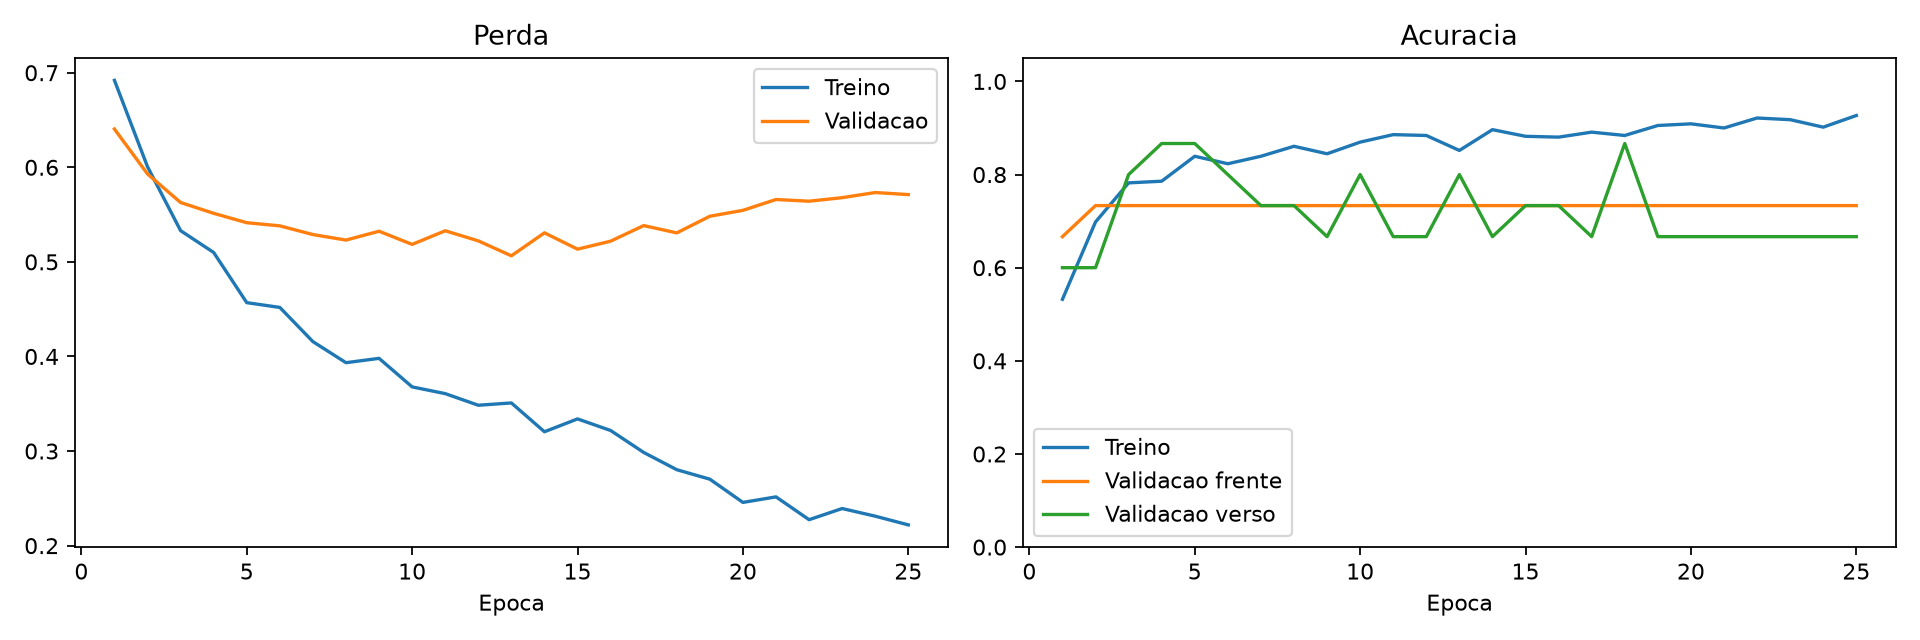 Perda
0.7
0.6
0.5
0.4
0.3
0.2
0 5 10 15 20 25
Epoca
Treino
Validacao
Acuracia
1.0
0.8
0.6
0.4
0.2
0.0
0 5 10 15 20 25
Epoca
Treino
Validacao frente
Validacao verso